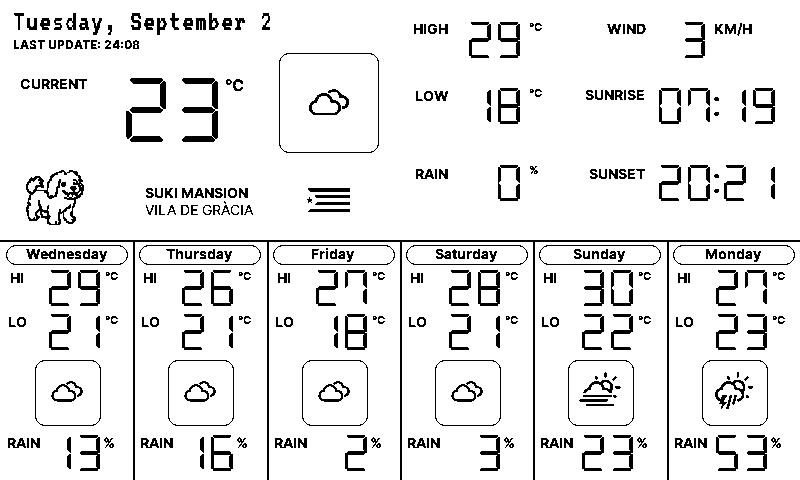 Tuesday, September 2
LAST UPDATE: 24:08
CURRENT 23 °C
HIGH 29 °C
WIND 3 KM/H
LOW 18 °C
SUNRISE 07:19
RAIN 0 %
SUNSET 20:21
SUKI MANSION
VILA DE GRÀCIA
Wednesday
HI 29 °C
LO 21 °C
RAIN 13 %
Thursday
HI 26 °C
LO 21 °C
RAIN 16 %
Friday
HI 27 °C
LO 18 °C
RAIN 2 %
Saturday
HI 28 °C
LO 21 °C
RAIN 3 %
Sunday
HI 30 °C
LO 22 °C
RAIN 23 %
Monday
HI 27 °C
LO 23 °C
RAIN 53 %